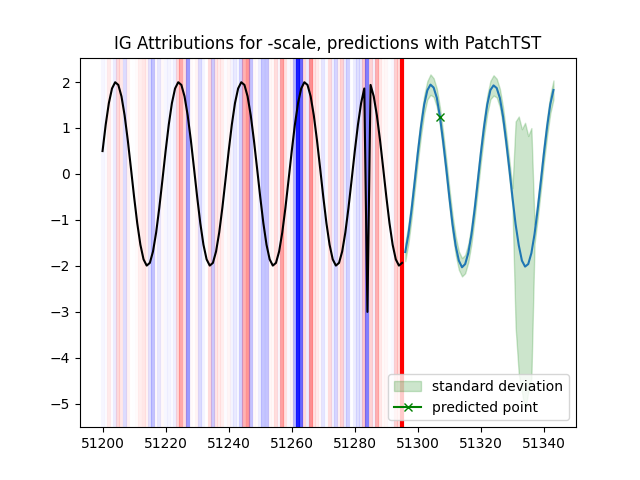 IG Attributions for -scale, predictions with PatchTST
2
1
0
−1
−2
−3
−4
−5
standard deviation
predicted point
51200 51220 51240 51260 51280 51300 51320 51340